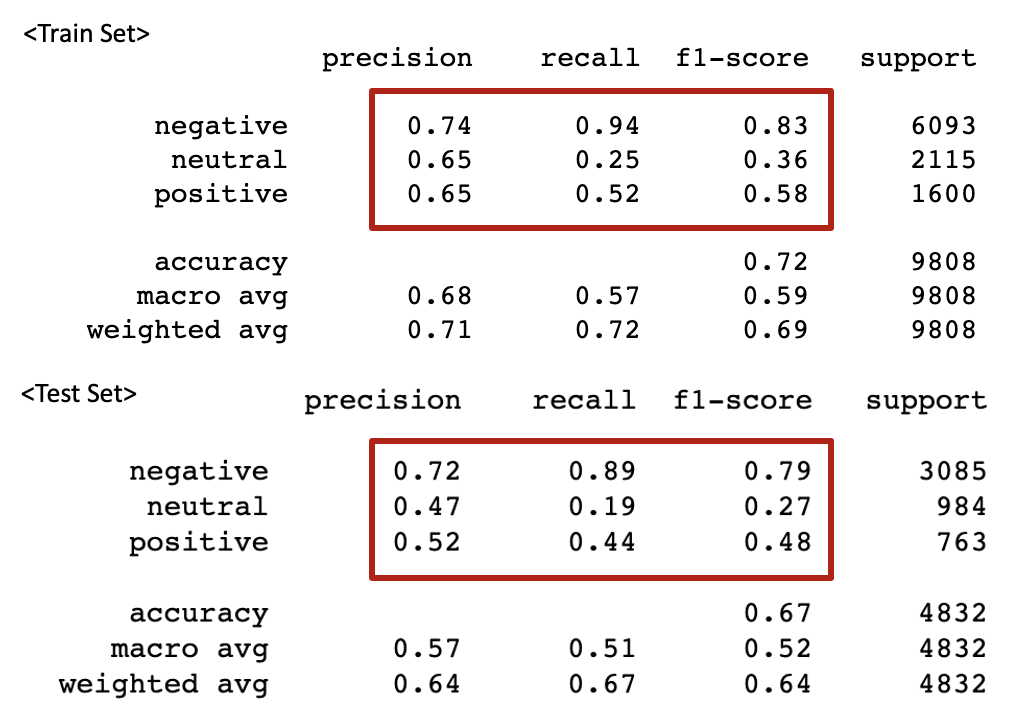 <Train Set>
precision recall f1-score support
negative 0.74 0.94 0.83 6093
neutral 0.65 0.25 0.36 2115
positive 0.65 0.52 0.58 1600
accuracy 0.72 9808
macro avg 0.68 0.57 0.59 9808
weighted avg 0.71 0.72 0.69 9808
<Test Set>
precision recall f1-score support
negative 0.72 0.89 0.79 3085
neutral 0.47 0.19 0.27 984
positive 0.52 0.44 0.48 763
accuracy 0.67 4832
macro avg 0.57 0.51 0.52 4832
weighted avg 0.64 0.67 0.64 4832